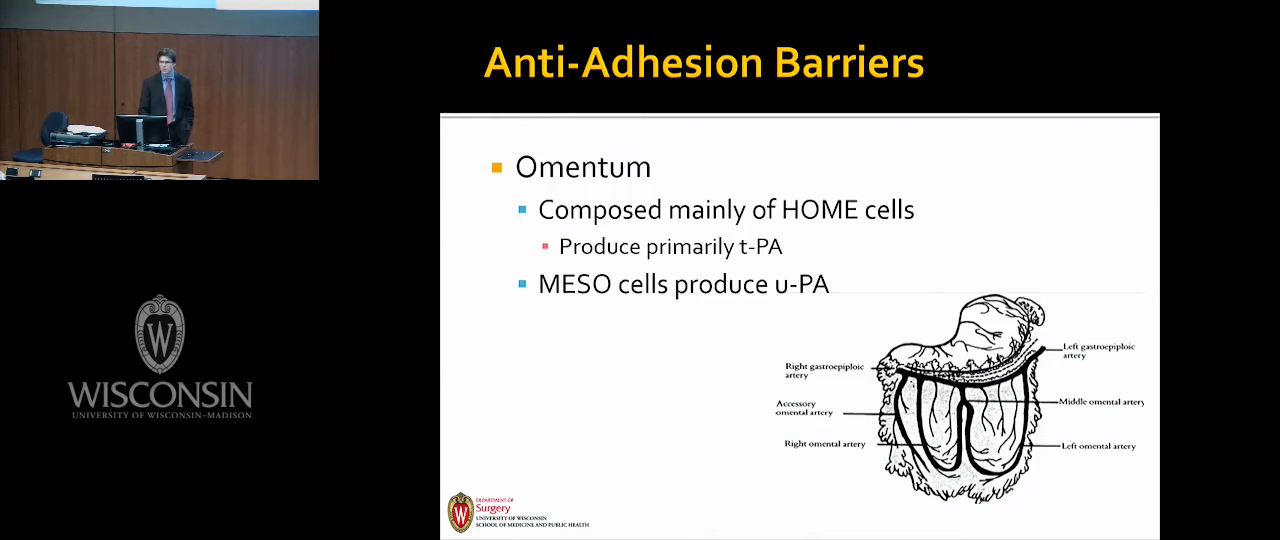 Anti-Adhesion Barriers
Omentum
Composed mainly of HOME cells
Produce primarily t-PA
MESO cells produce u-PA
Right gastroepiploic
artery
Left gastroepiploic
artery
Accessory
omental artery
Middle omental artery
Right omental artery
Left omental artery
W
WISCONSIN
UNIVERSITY OF WISCONSIN–MADISON
W
DEPARTMENT OF
Surgery
UNIVERSITY OF WISCONSIN
SCHOOL OF MEDICINE AND PUBLIC HEALTH